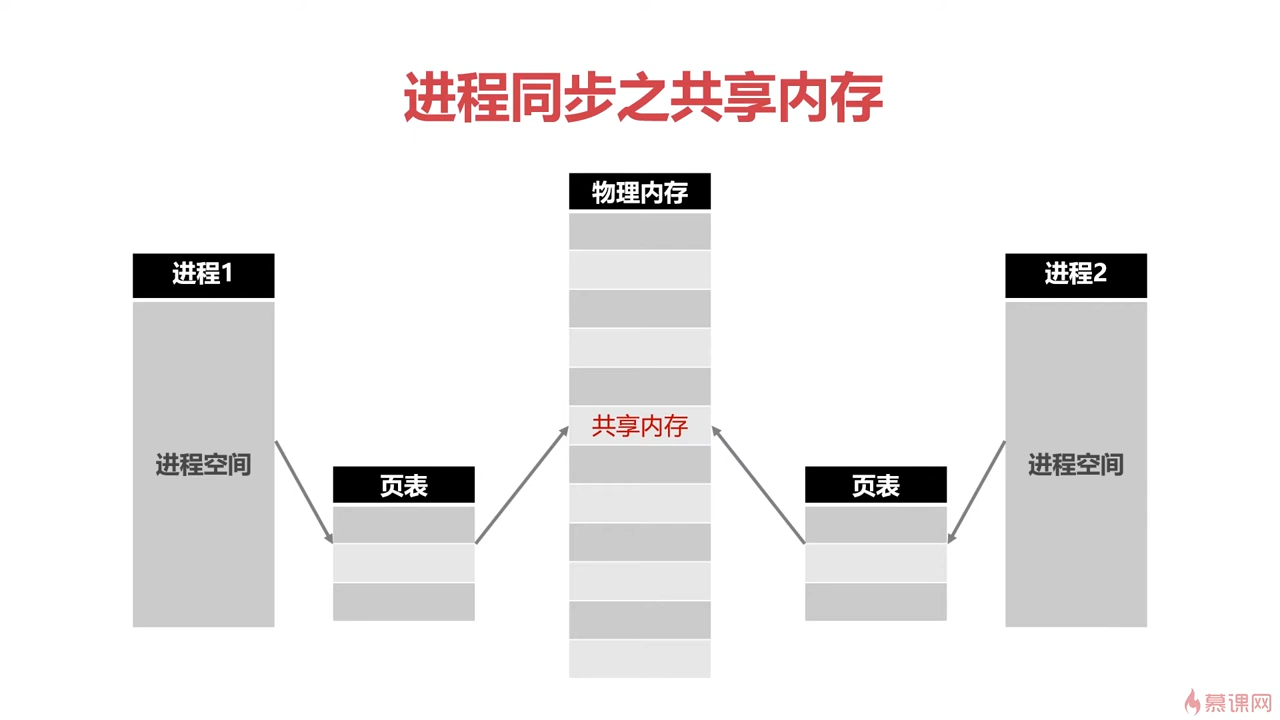 进程同步之共享内存
物理内存
进程1
进程2
共享内存
进程空间
进程空间
页表
页表
慕课网